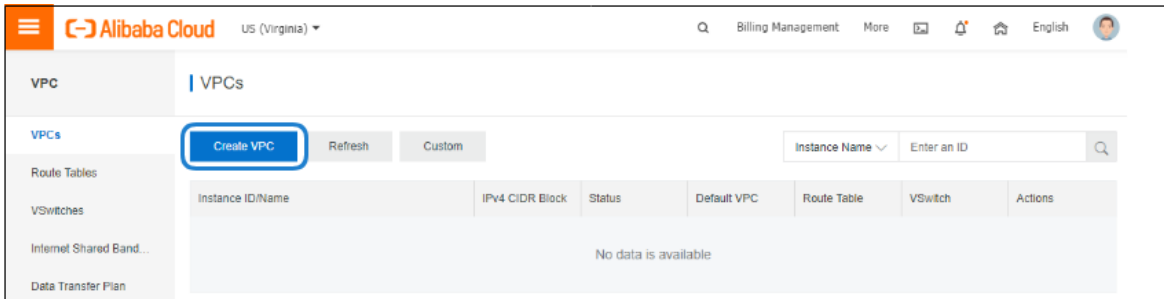 Alibaba Cloud US (Virginia) Billing Management More English
VPC VPCs
VPCs Create VPC Refresh Custom Instance Name Enter an ID
Route Tables
Instance ID/Name IPv4 CIDR Block Status Default VPC Route Table VSwitch Actions
VSwitches
Internet Shared Band...
No data is available
Data Transfer Plan